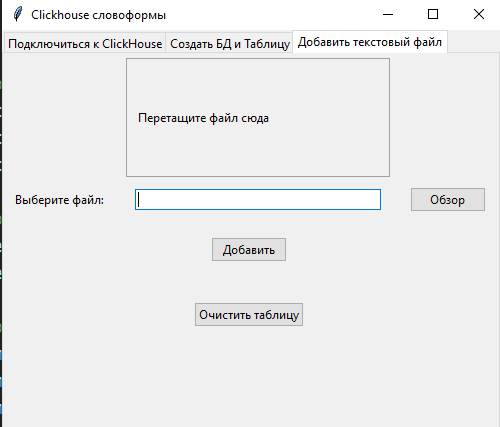 Clickhouse словоформы
Подключиться к ClickHouse Создать БД и Таблицу Добавить текстовый файл
Перетащите файл сюда
Выберите файл: Обзор
Добавить
Очистить таблицу